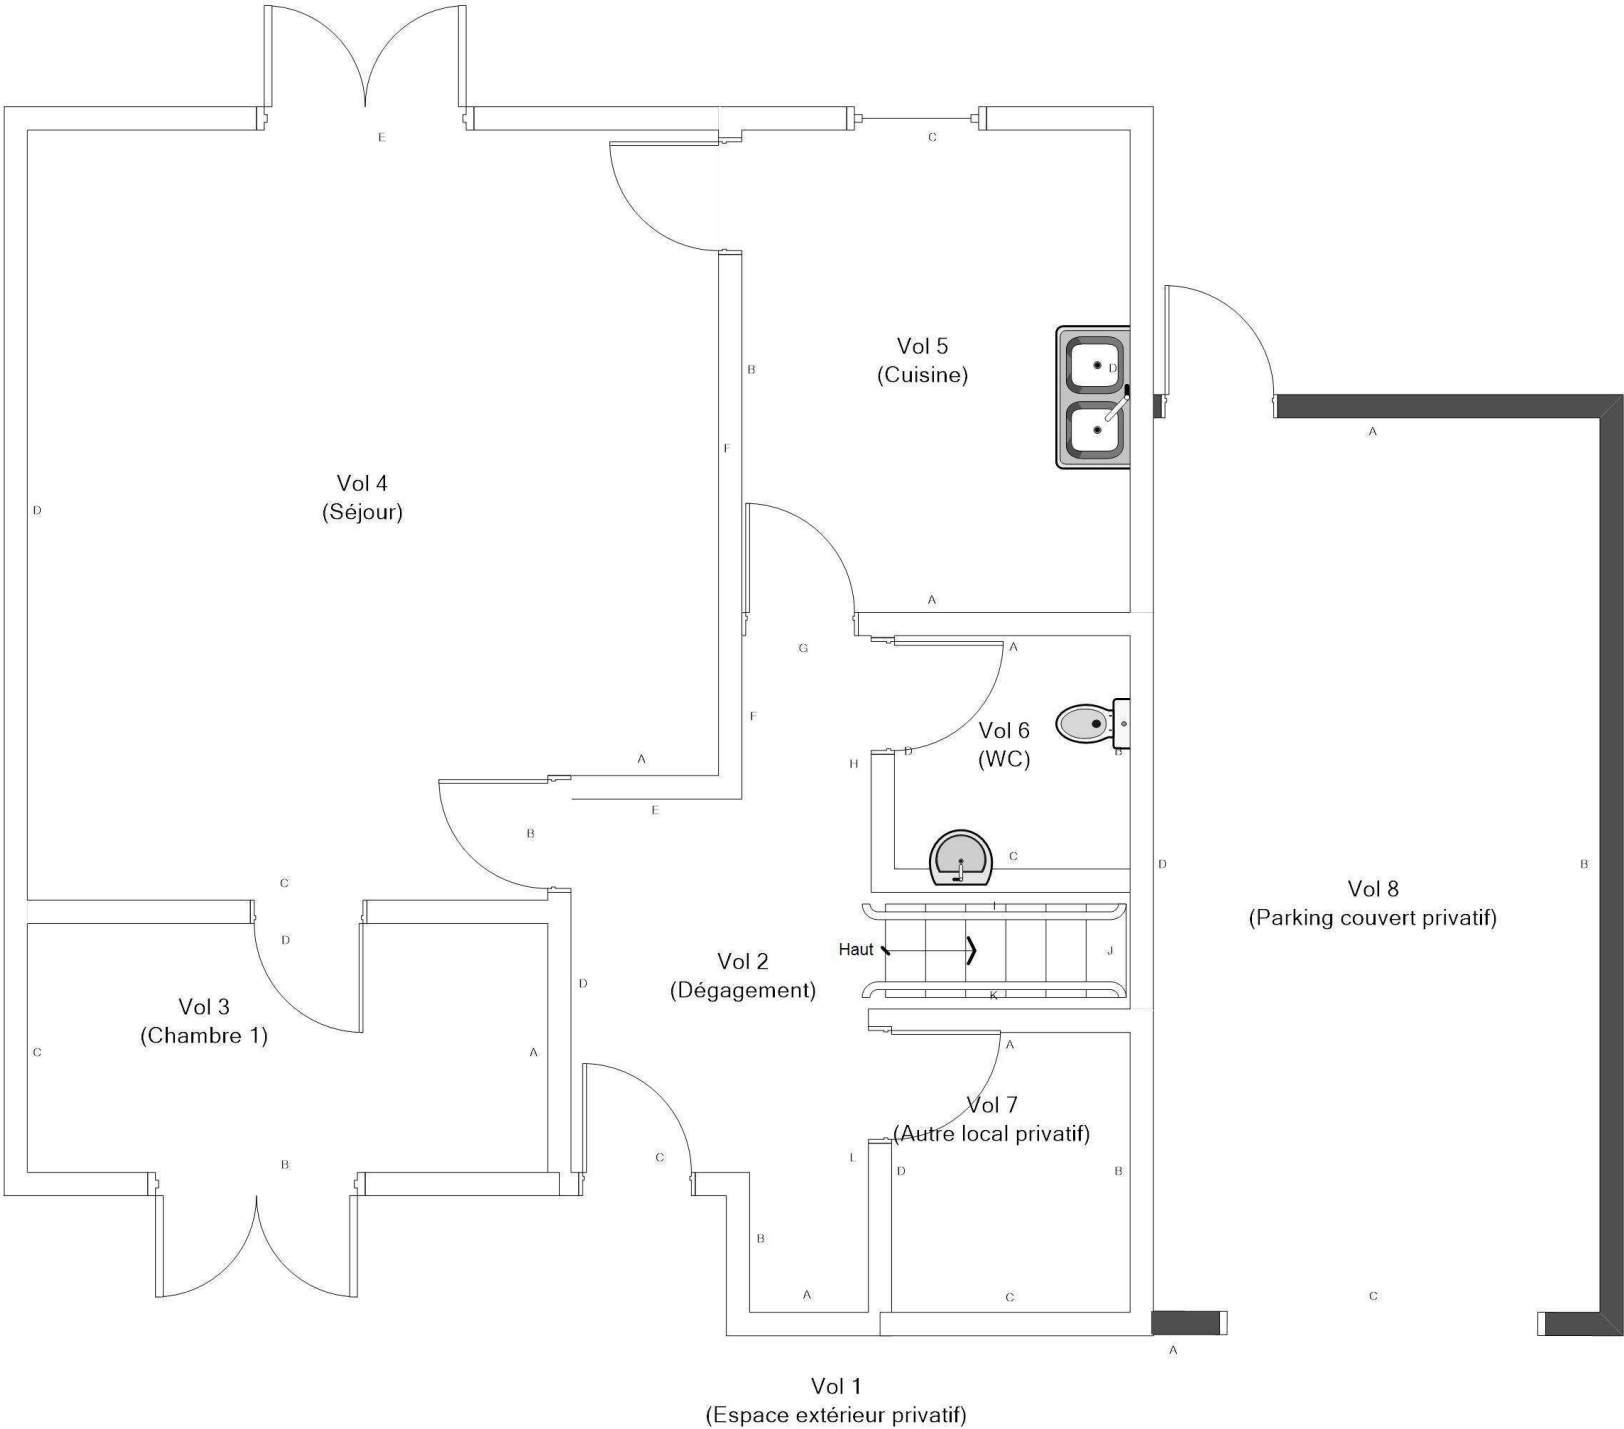 E
C
B
Vol 5
(Cuisine)
D
A
F
Vol 4
(Séjour)
D
A
G
A
F
Vol 6
(WC)
H
D
B
A
E
B
C
C
D
B
Vol 8
(Parking couvert privatif)
I
D
Haut
J
Vol 2
(Dégagement)
D
K
Vol 3
(Chambre 1)
C
A
A
Vol 7
(Autre local privatif)
B
C
L
D
B
B
A
C
C
A
Vol 1
(Espace extérieur privatif)